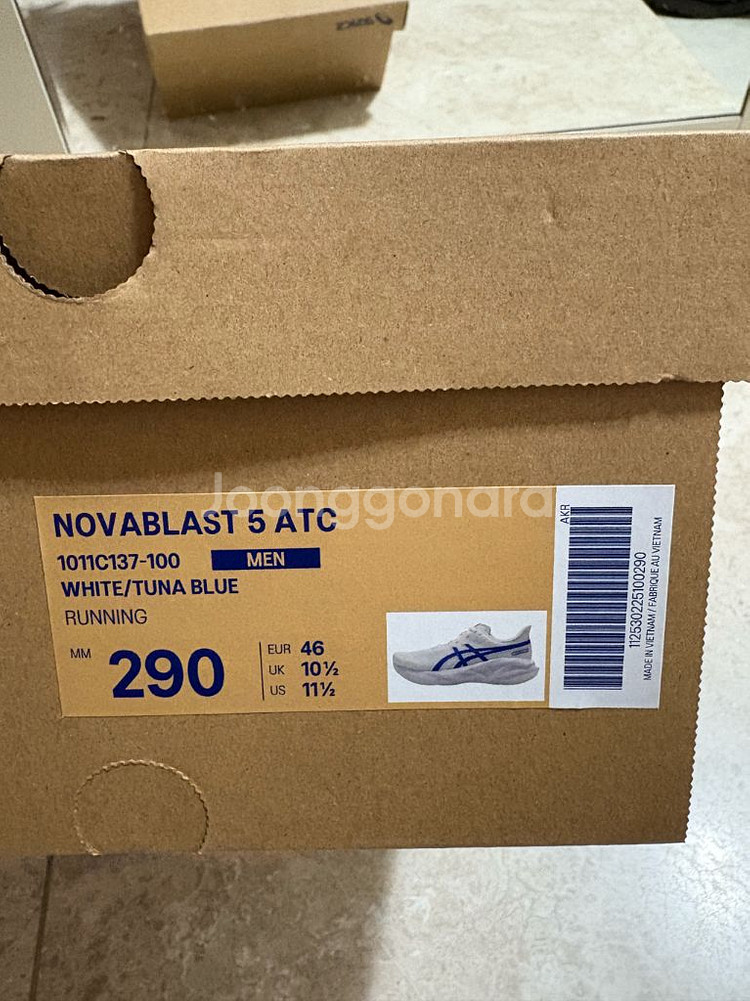 Joonggonara
NOVABLAST 5 ATC
1011C137-100 MEN
WHITE/TUNA BLUE
RUNNING
MM 290
EUR 46
UK 10½
US 11½
AKR
112530225100290
MADE IN VIETNAM / FABRIQUE AU VIETNAM